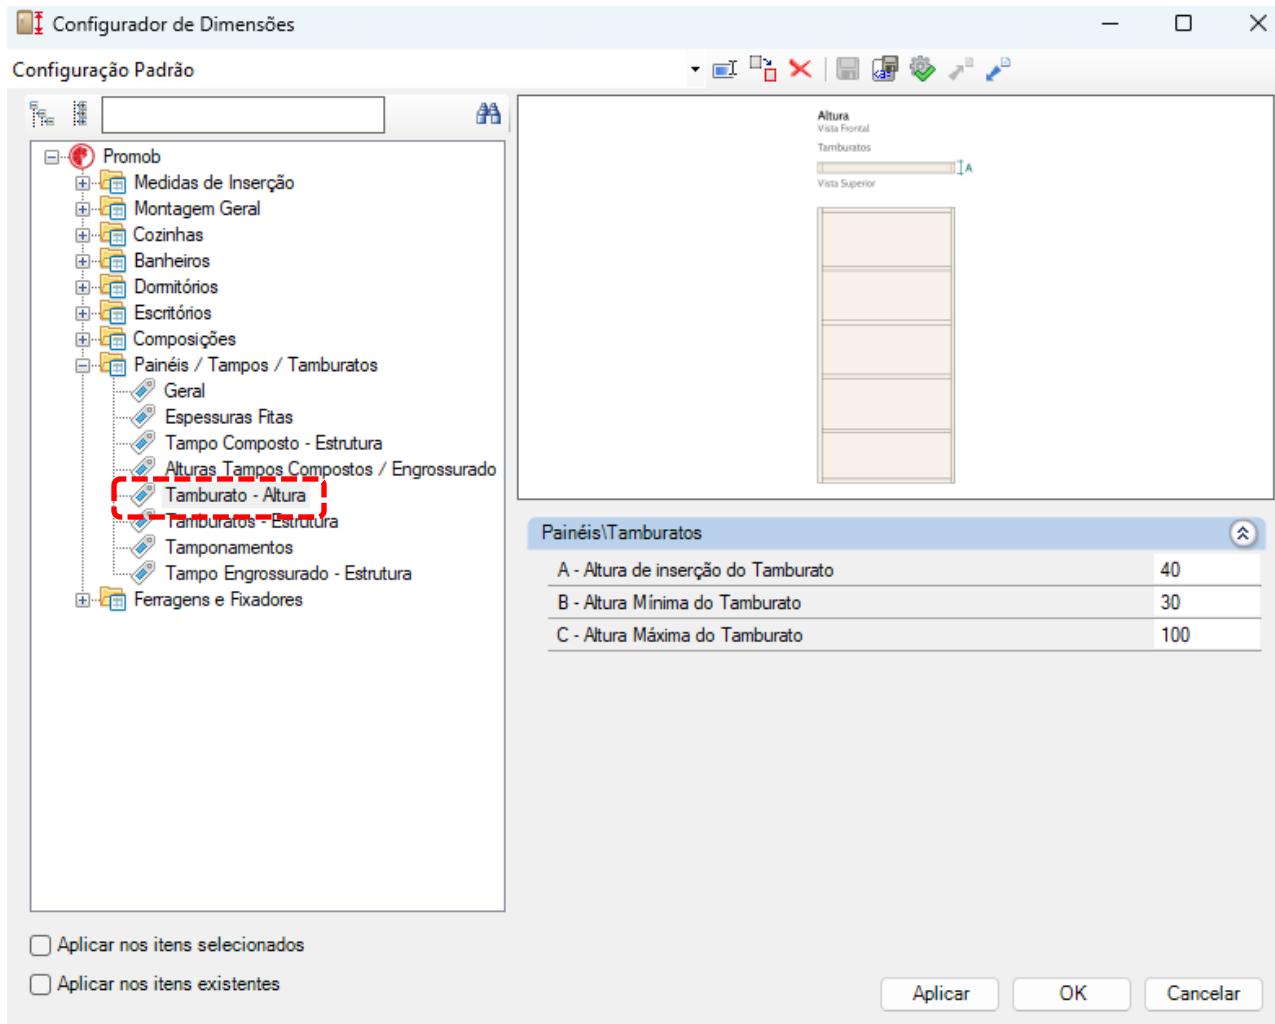 Configurador de Dimensões
Configuração Padrão
Promob
Medidas de Inserção
Montagem Geral
Cozinhas
Banheiros
Dormitórios
Escritórios
Composições
Painéis / Tampos / Tamburatos
Geral
Espessuras Fitas
Tampo Composto - Estrutura
Alturas Tampos Compostos / Engrossurado
Tamburato - Altura
Tamburatos - Estrutura
Tamponamentos
Tampo Engrossurado - Estrutura
Ferragens e Fixadores
Altura
Vista Frontal
Tamburatos
A
Vista Superior
Painéis\Tamburatos
A - Altura de inserção do Tamburato 40
B - Altura Mínima do Tamburato 30
C - Altura Máxima do Tamburato 100
Aplicar nos itens selecionados
Aplicar nos itens existentes
Aplicar OK Cancelar